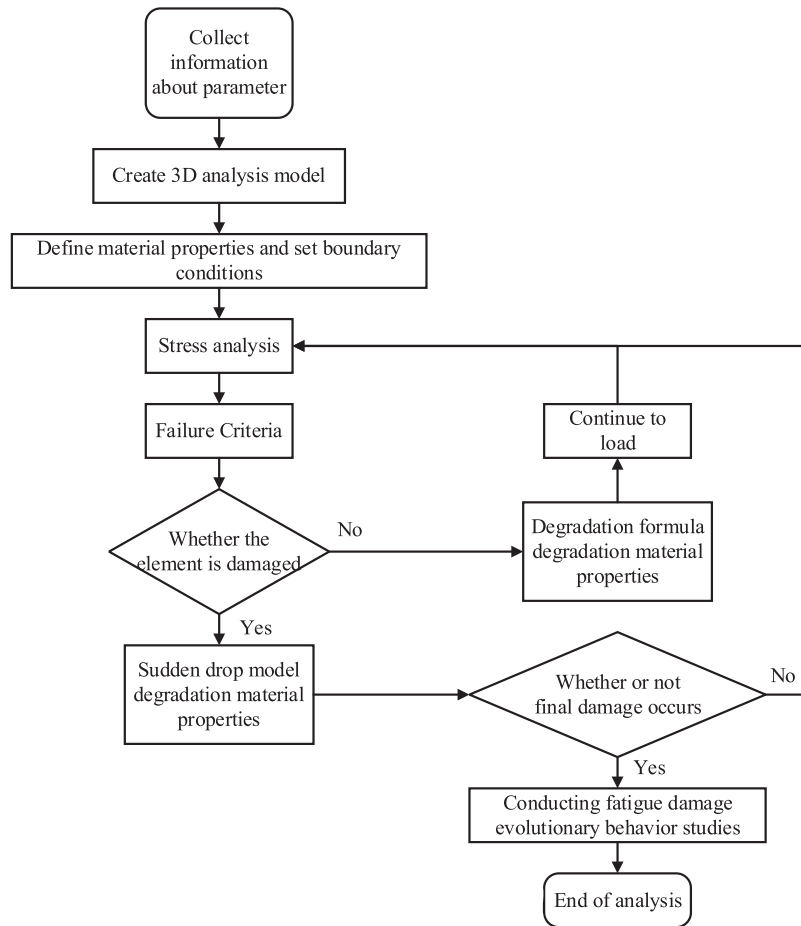 Collect
information
about parameter
Create 3D analysis model
Define material properties and set boundary
conditions
Stress analysis
Failure Criteria
Continue to
load
Whether the
element is damaged
No
Degradation formula
degradation material
properties
Yes
Sudden drop model
degradation material
properties
Whether or not
final damage occurs
No
Yes
Conducting fatigue damage
evolutionary behavior studies
End of analysis